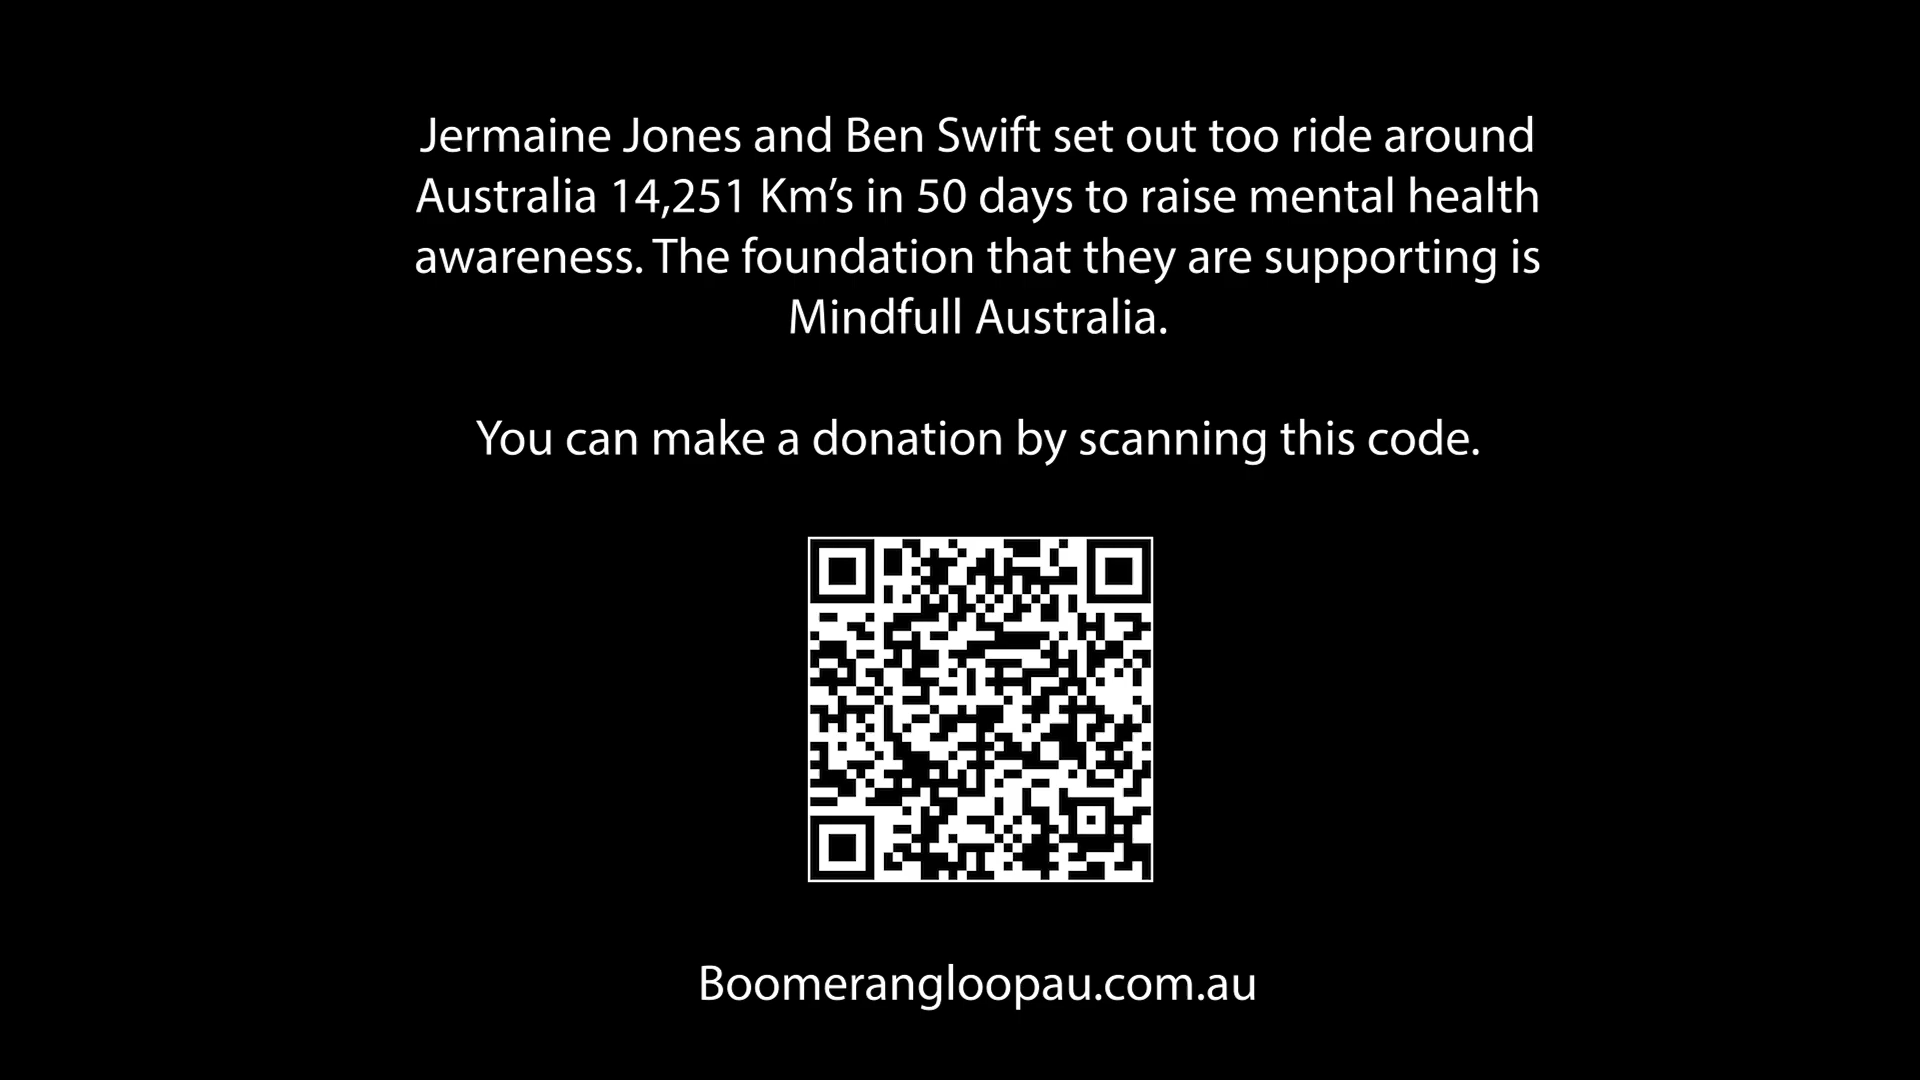 Jermaine Jones and Ben Swift set out too ride around
Australia 14,251 Km’s in 50 days to raise mental health
awareness. The foundation that they are supporting is
Mindfull Australia.
You can make a donation by scanning this code.
Boomerangloopau.com.au